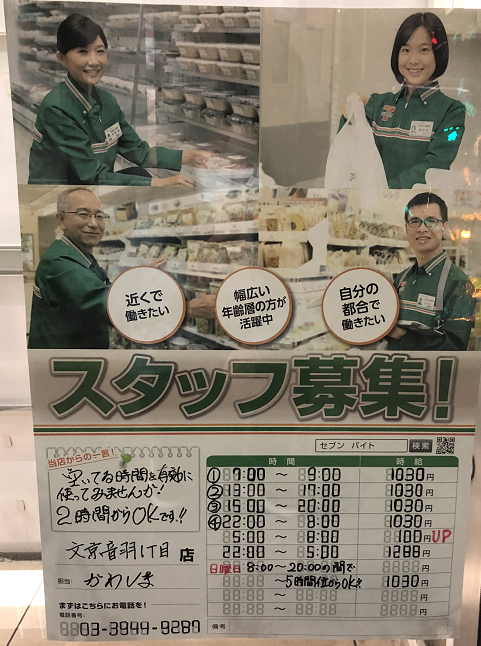 近くで
働きたい
幅広い
年齢層の方が
活躍中
自分の
都合で
働きたい
スタッフ募集!
セブン バイト 検索
当店からの一言!
空いてる時間を有効に
使ってみませんか!
2時間からOKです!!
文京音羽1丁目 店
担当: かわしま
まずはこちらにお電話を!
電話番号:
03-3944-9287
時間 時給
① 7:00 ~ 9:00 1030円
② 13:00 ~ 17:00 1030円
③ 15:00 ~ 20:00 1030円
④ 22:00 ~ 8:00 1030円
5:00 ~ 8:00 100円 UP
22:00 ~ 5:00 1288円
日曜日 8:00~20:00の間で
~5時間位からOK!! 1030円
備考